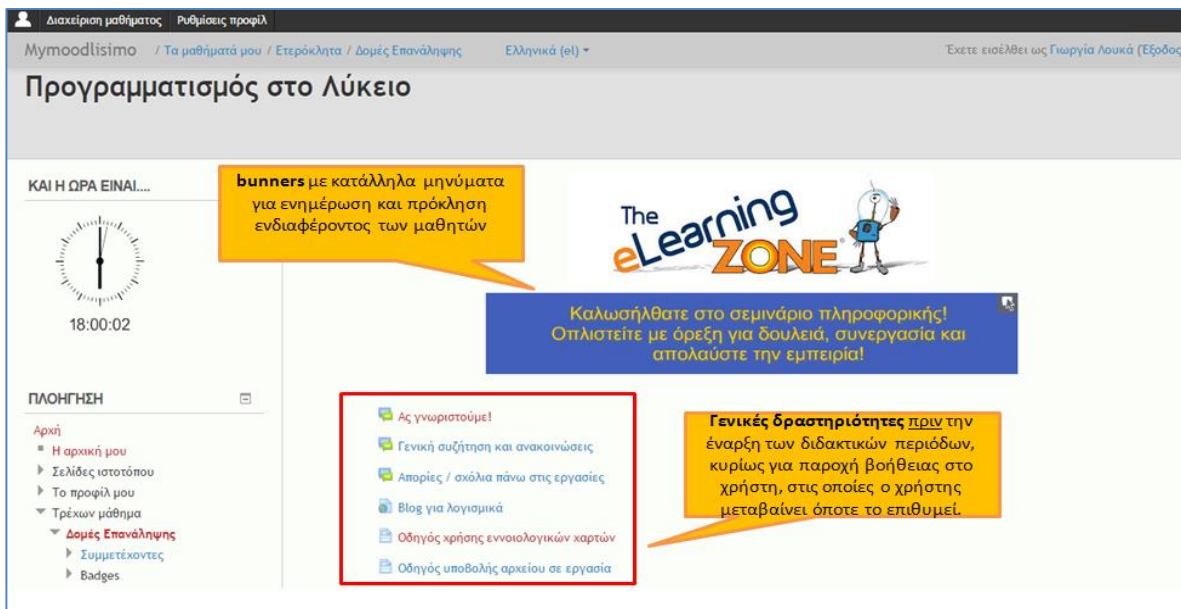 Διαχείριση μαθήματος Ρυθμίσεις προφίλ
Mymoodlisimo / Τα μαθήματά μου / Ετερόκλητα / Δομές Επανάληψης Ελληνικά (el) Έχετε εισέλθει ως Γιωργία Λουκά (Έξοδος
Προγραμματισμός στο Λύκειο
ΚΑΙ Η ΩΡΑ ΕΙΝΑΙ....
18:00:02
bunners με κατάλληλα μηνύματα
για ενημέρωση και πρόκληση
ενδιαφέροντος των μαθητών
The
eLearning
ZONE
Καλωσήλθατε στο σεμινάριο πληροφορικής!
Οπλιστείτε με όρεξη για δουλειά, συνεργασία και
απολαύστε την εμπειρία!
ΠΛΟΗΓΗΣΗ
Αρχή
Η αρχική μου
Σελίδες ιστοτόπου
Το προφίλ μου
Τρέχων μάθημα
Δομές Επανάληψης
Συμμετέχοντες
Badges
Ας γνωριστούμε!
Γενική συζήτηση και ανακοινώσεις
Απορίες / σχόλια πάνω στις εργασίες
Blog για λογισμικά
Οδηγός χρήσης εννοιολογικών χαρτών
Οδηγός υποβολής αρχείου σε εργασία
Γενικές δραστηριότητες πριν την
έναρξη των διδακτικών περιόδων,
κυρίως για παροχή βοήθειας στο
χρήστη, στις οποίες ο χρήστης
μεταβαίνει όποτε το επιθυμεί.